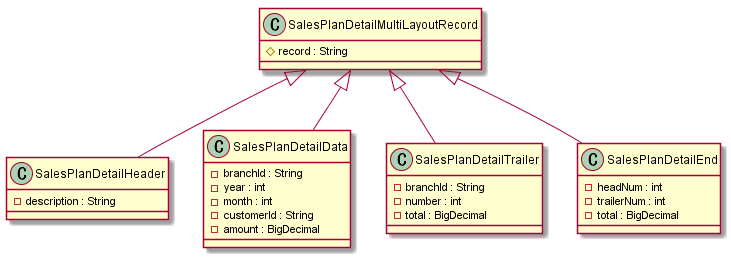 C SalesPlanDetailMultiLayoutRecord
record : String
C SalesPlanDetailHeader
description : String
C SalesPlanDetailData
branchId : String
year : int
month : int
customerId : String
amount : BigDecimal
C SalesPlanDetailTrailer
branchId : String
number : int
total : BigDecimal
C SalesPlanDetailEnd
headNum : int
trailerNum : int
total : BigDecimal